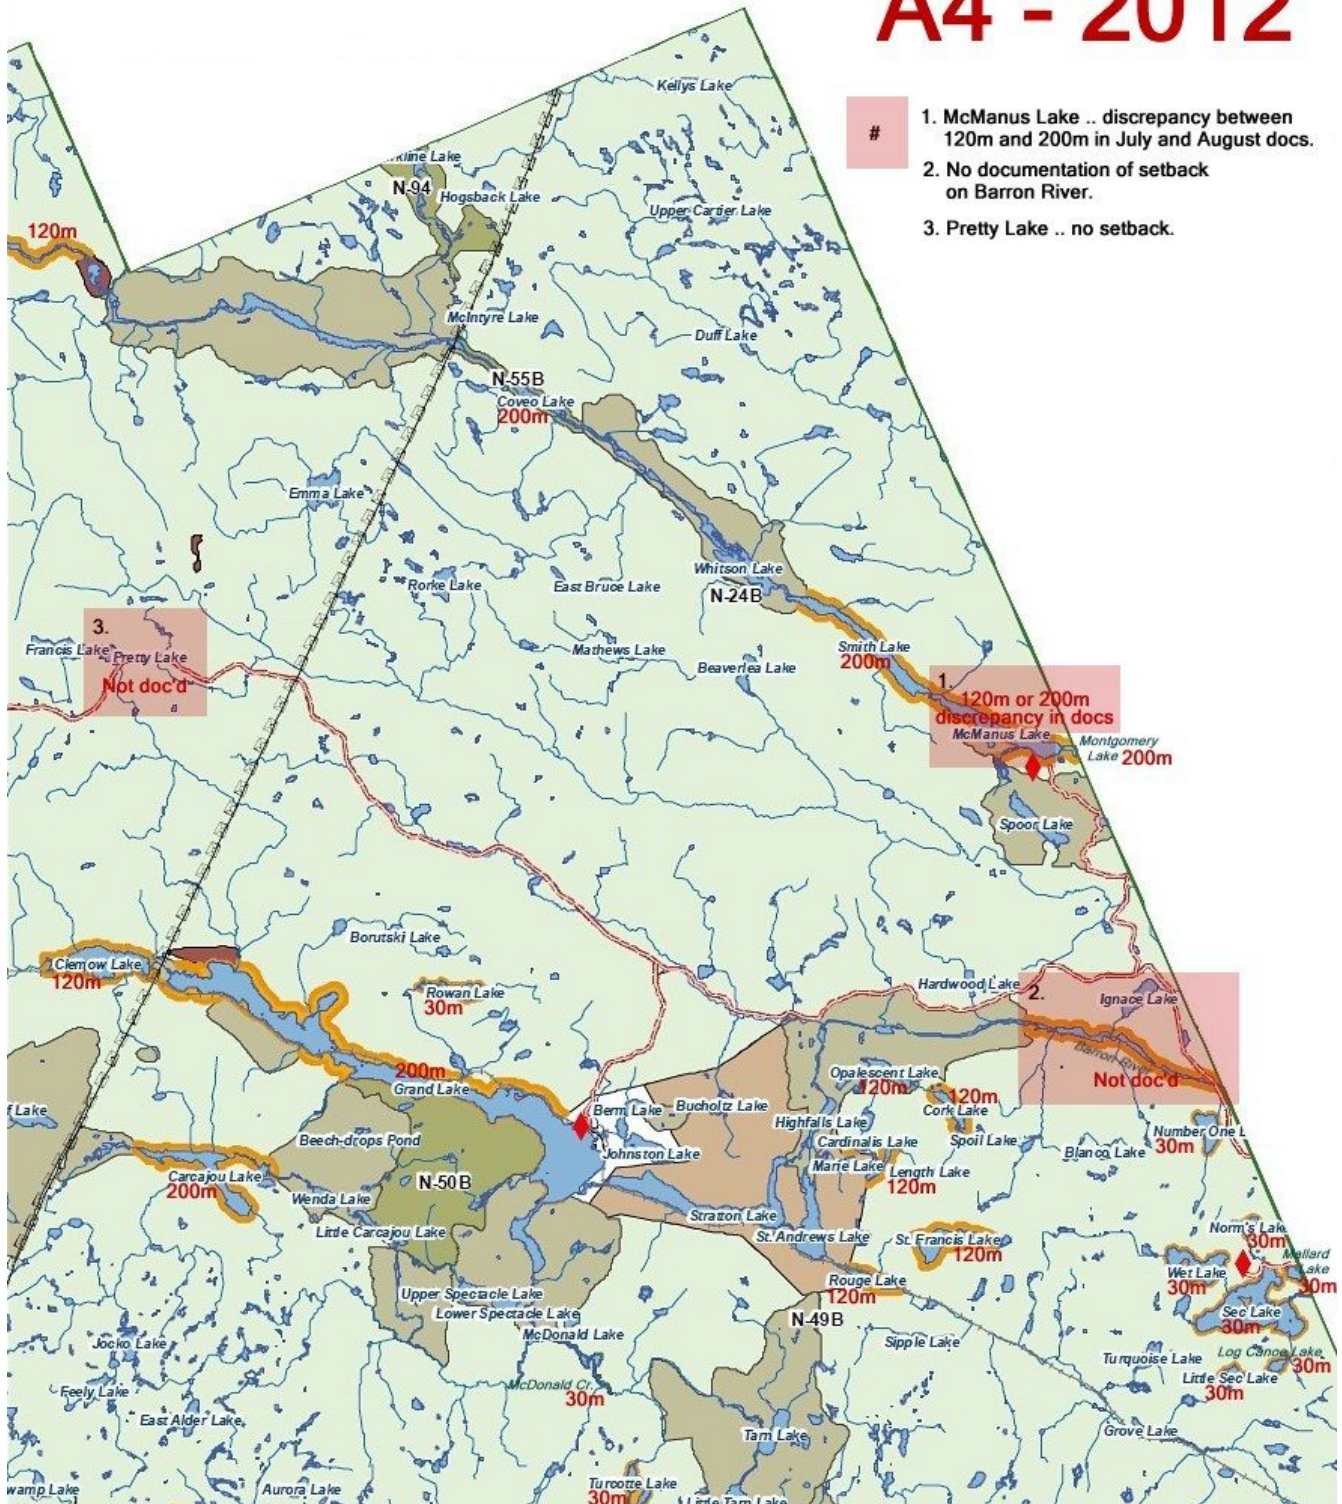 A4 - 2012
#
1. McManus Lake .. discrepancy between
120m and 200m in July and August docs.
2. No documentation of setback
on Barron River.
3. Pretty Lake .. no setback.
Kellys Lake
N-94
Hogsback Lake
Upper Cartier Lake
120m
McIntyre Lake
Duff Lake
N-55B
Coveo Lake
200m
Emma Lake
Whitson Lake
Rorke Lake
East Bruce Lake
N-24B
3.
Francis Lake
Pretty Lake
Not doc'd
Mathews Lake
Smith Lake
200m
Beaverlea Lake
1.
120m or 200m
discrepancy in docs
McManus Lake
Montgomery
Lake
200m
Spoor Lake
Borutski Lake
Clemow Lake
120m
Rowan Lake
30m
Hardwood Lake
2.
Ignace Lake
Barron River
Not doc'd
200m
Grand Lake
Opalescent Lake
120m
120m
Cork Lake
f Lake
Berm Lake
Bucholtz Lake
Highfalls Lake
Beech-drops Pond
Cardinalis Lake
Spoil Lake
Number One L
30m
Blanco Lake
Johnston Lake
Marie Lake
Length Lake
120m
Carcajou Lake
200m
N-50B
Wenda Lake
Stratton Lake
Little Carcajou Lake
St. Andrews Lake
St. Francis Lake
120m
Norm's Lake
30m
Mallard
Lake
30m
Wet Lake
30m
Rouge Lake
120m
Upper Spectacle Lake
Lower Spectacle Lake
N-49B
Sec Lake
30m
McDonald Lake
Jocko Lake
Sipple Lake
Turquoise Lake
Log Canoe Lake
30m
Little Sec Lake
30m
McDonald Cr.
30m
Feely Lake
East Alder Lake
Tarn Lake
Grove Lake
wamp Lake
Aurora Lake
Turcotte Lake
30m
Little Tarn Lake